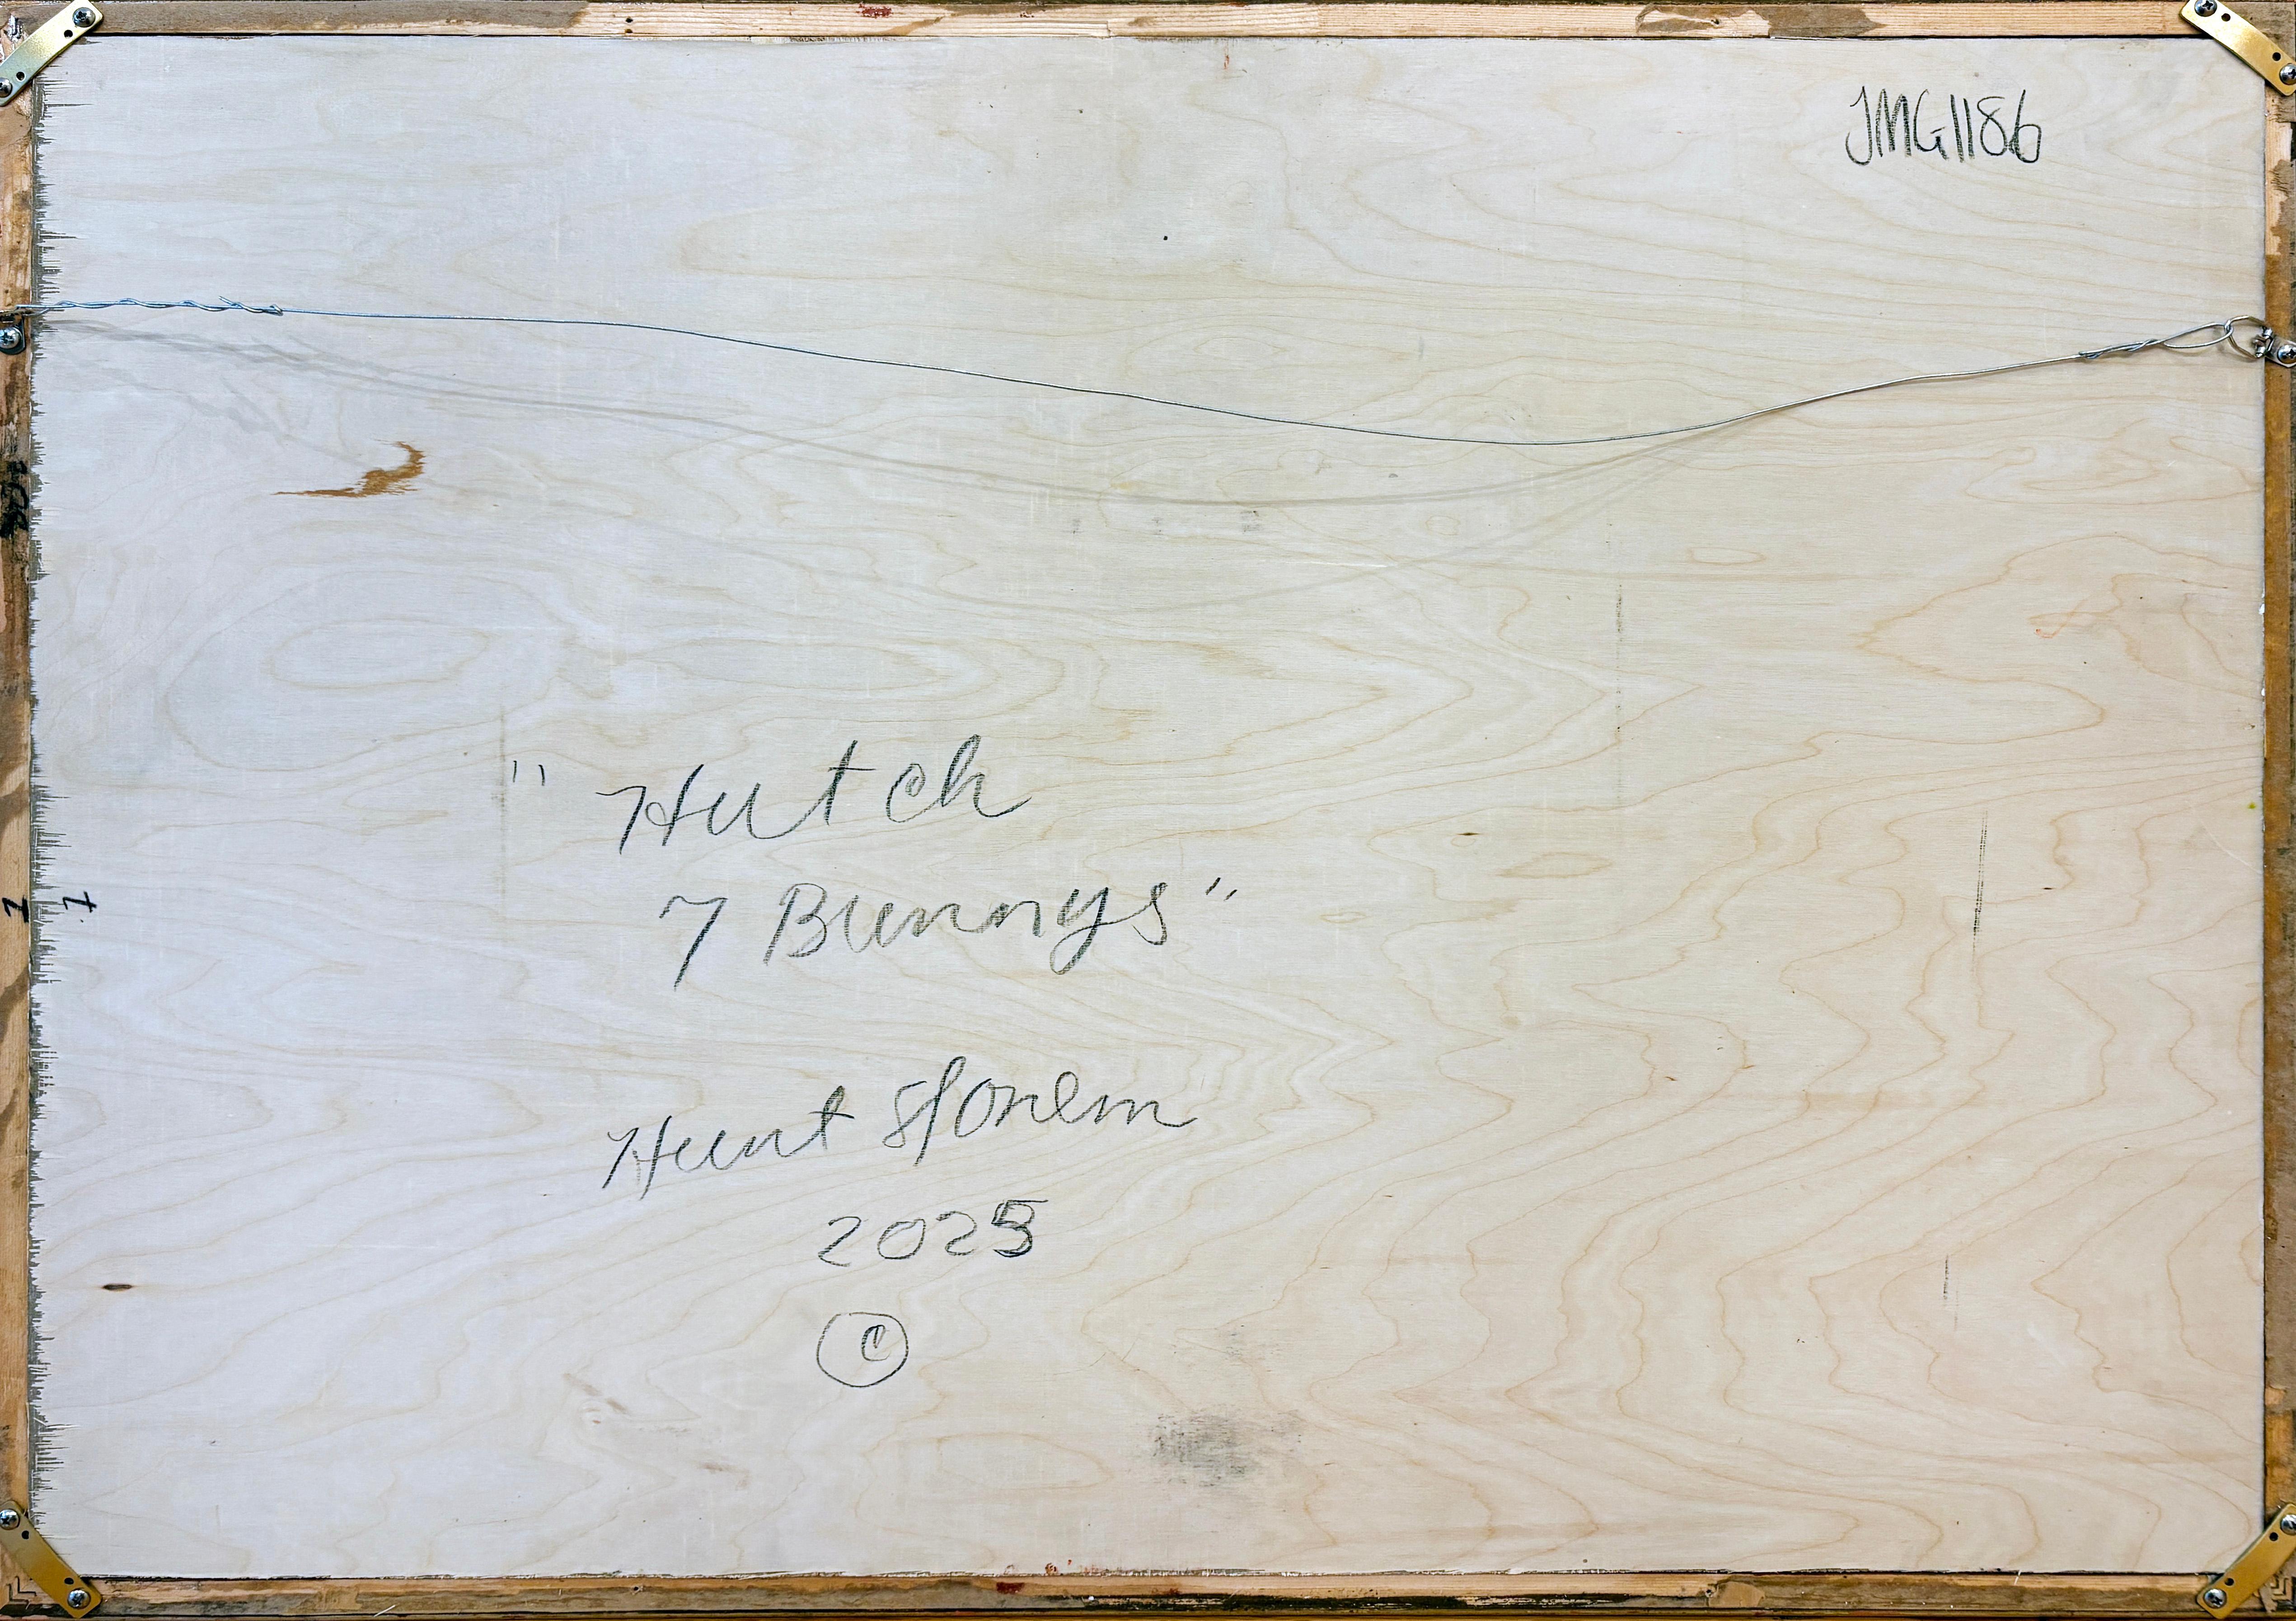 JMG1186
" Hutch
7 Bunnys"
Hunt Slonem
2025
©